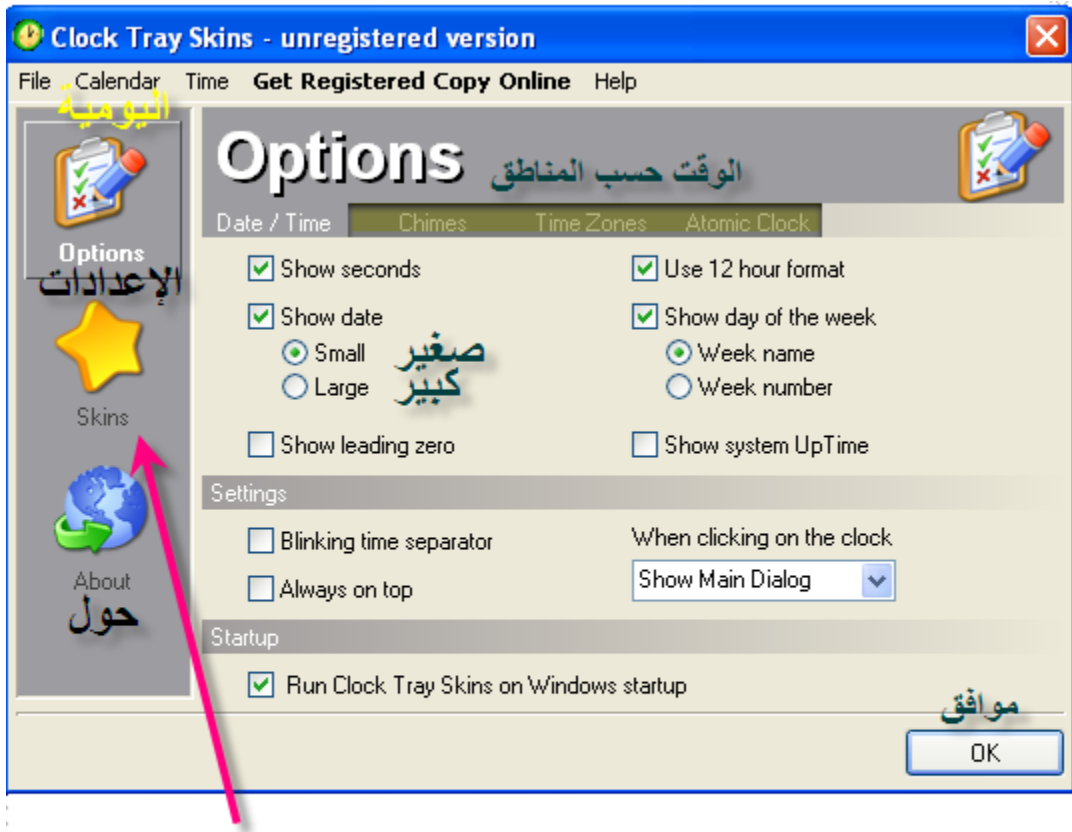 Clock Tray Skins - unregistered version
File Calendar Time Get Registered Copy Online Help
اليومية
Options
الوقت حسب المناطق
Date / Time Chimes Time Zones Atomic Clock
Options
الإعدادات
Skins
About
حول
Show seconds Use 12 hour format
Show date Show day of the week
Small صغير Week name
Large كبير Week number
Show leading zero Show system UpTime
Settings
Blinking time separator When clicking on the clock
Always on top Show Main Dialog
Startup
Run Clock Tray Skins on Windows startup
موافق
OK